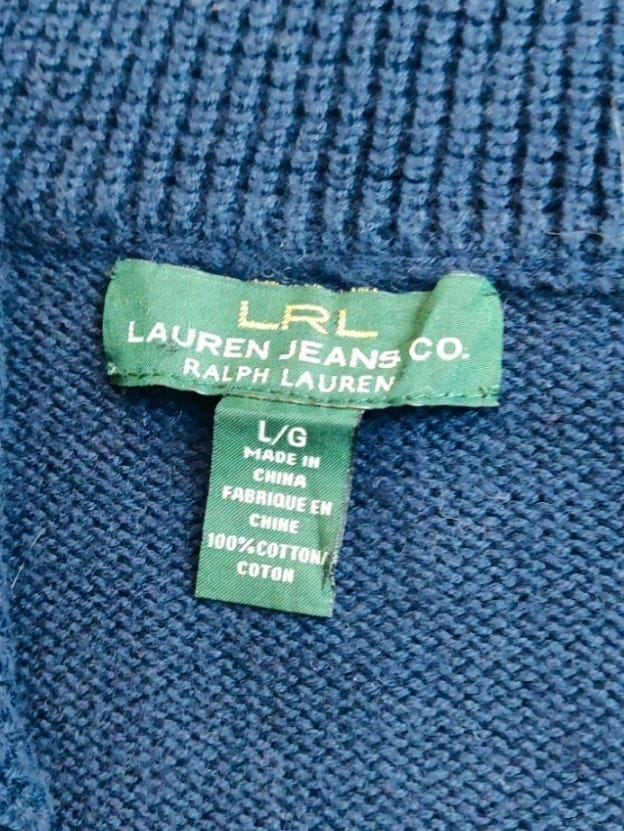 LRL
LAUREN JEANS CO.
RALPH LAUREN
L/G
MADE IN
CHINA
FABRIQUE EN
CHINE
100% COTTON/
COTON